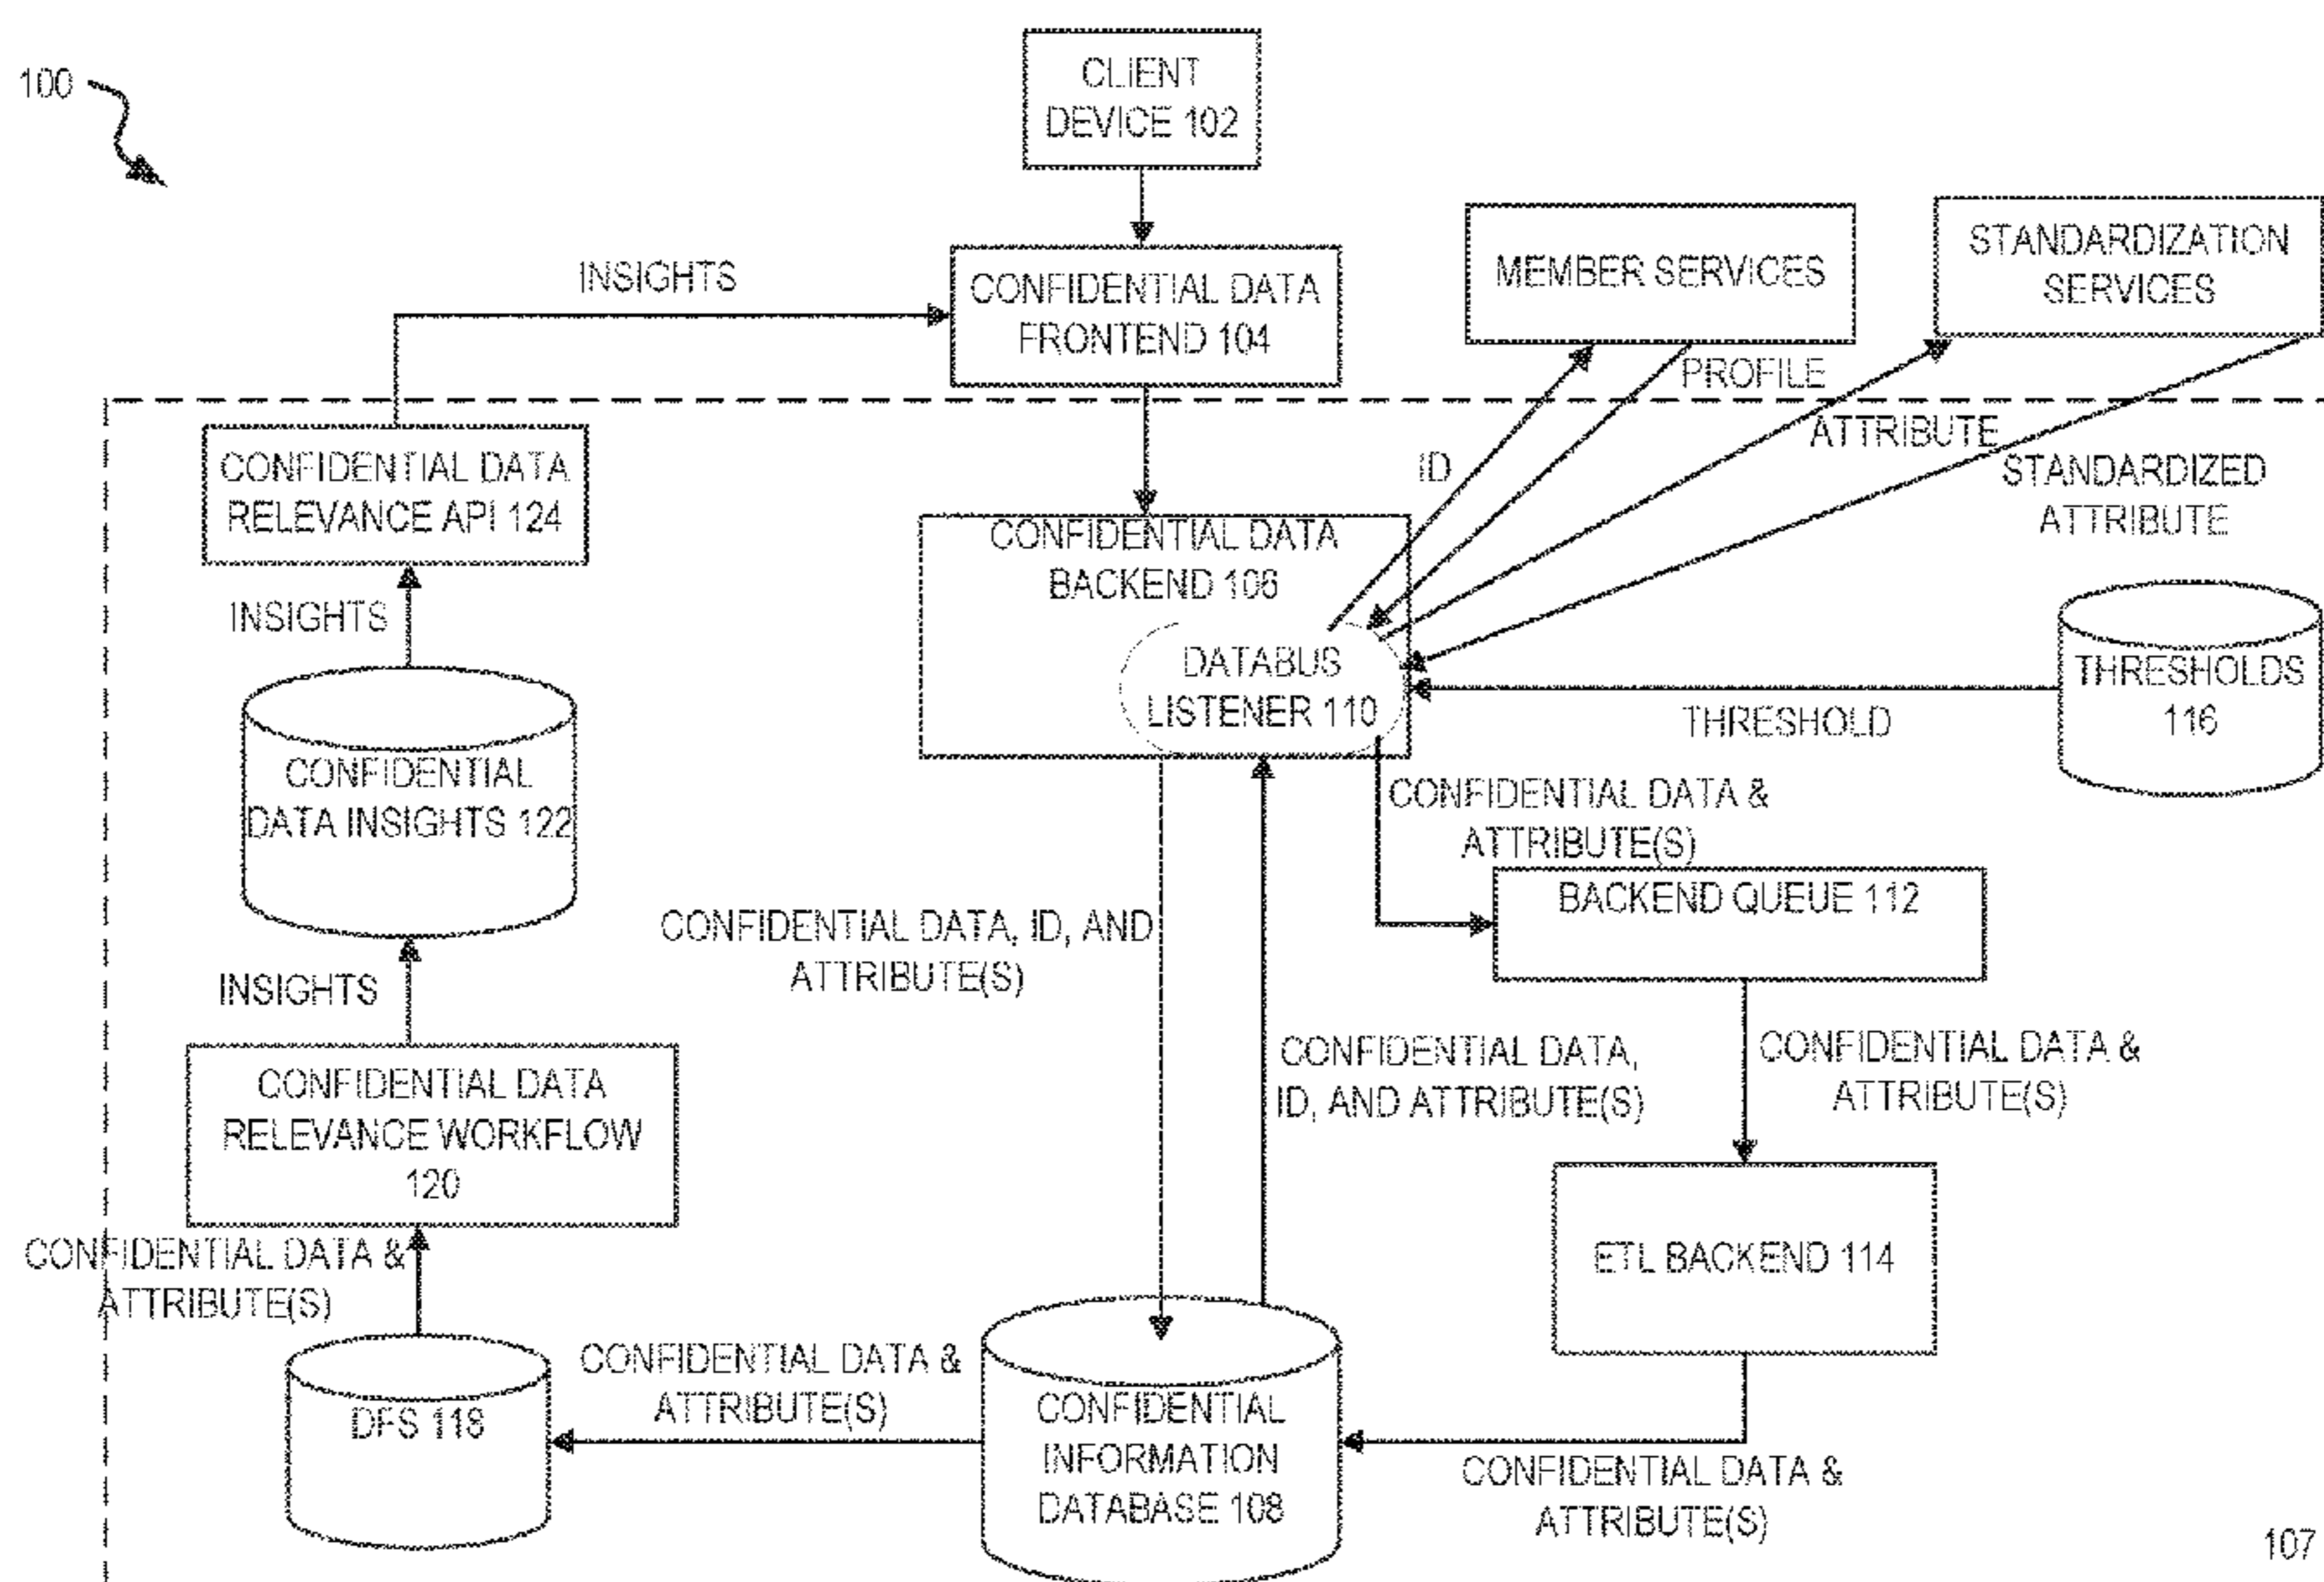 100
CLIENT
DEVICE 102
INSIGHTS
CONFIDENTIAL DATA
FRONTEND 104
MEMBER SERVICES
STANDARDIZATION
SERVICES
PROFILE
ATTRIBUTE
ID
STANDARDIZED
ATTRIBUTE
CONFIDENTIAL DATA
RELEVANCE API 124
CONFIDENTIAL DATA
BACKEND 106
INSIGHTS
DATABUS
LISTENER 110
THRESHOLDS
116
THRESHOLD
CONFIDENTIAL
DATA INSIGHTS 122
CONFIDENTIAL DATA &
ATTRIBUTE(S)
BACKEND QUEUE 112
CONFIDENTIAL DATA, ID, AND
ATTRIBUTE(S)
INSIGHTS
CONFIDENTIAL DATA,
ID, AND ATTRIBUTE(S)
CONFIDENTIAL DATA &
ATTRIBUTE(S)
CONFIDENTIAL DATA
RELEVANCE WORKFLOW
120
ETL BACKEND 114
CONFIDENTIAL DATA &
ATTRIBUTE(S)
DFS 118
CONFIDENTIAL DATA &
ATTRIBUTE(S)
CONFIDENTIAL
INFORMATION
DATABASE 108
CONFIDENTIAL DATA &
ATTRIBUTE(S)
107